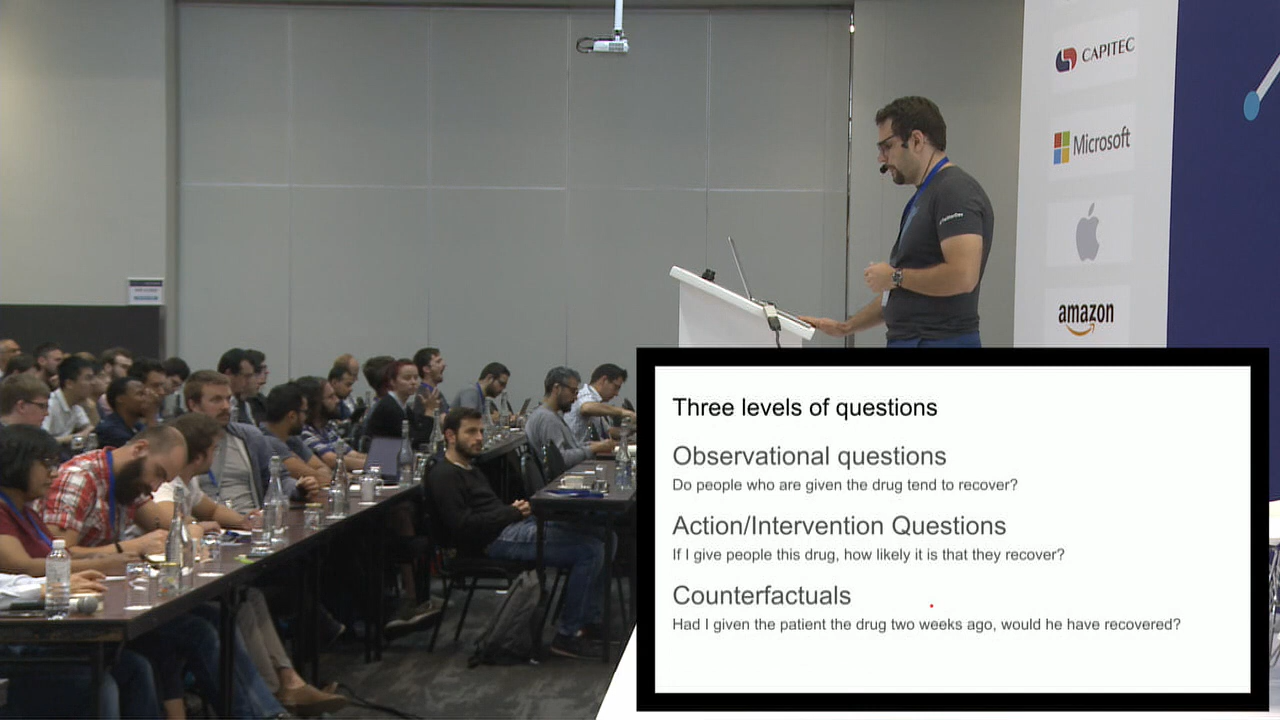 CAPITEC
Microsoft
amazon
Three levels of questions
Observational questions
Do people who are given the drug tend to recover?
Action/Intervention Questions
If I give people this drug, how likely it is that they recover?
Counterfactuals
Had I given the patient the drug two weeks ago, would he have recovered?